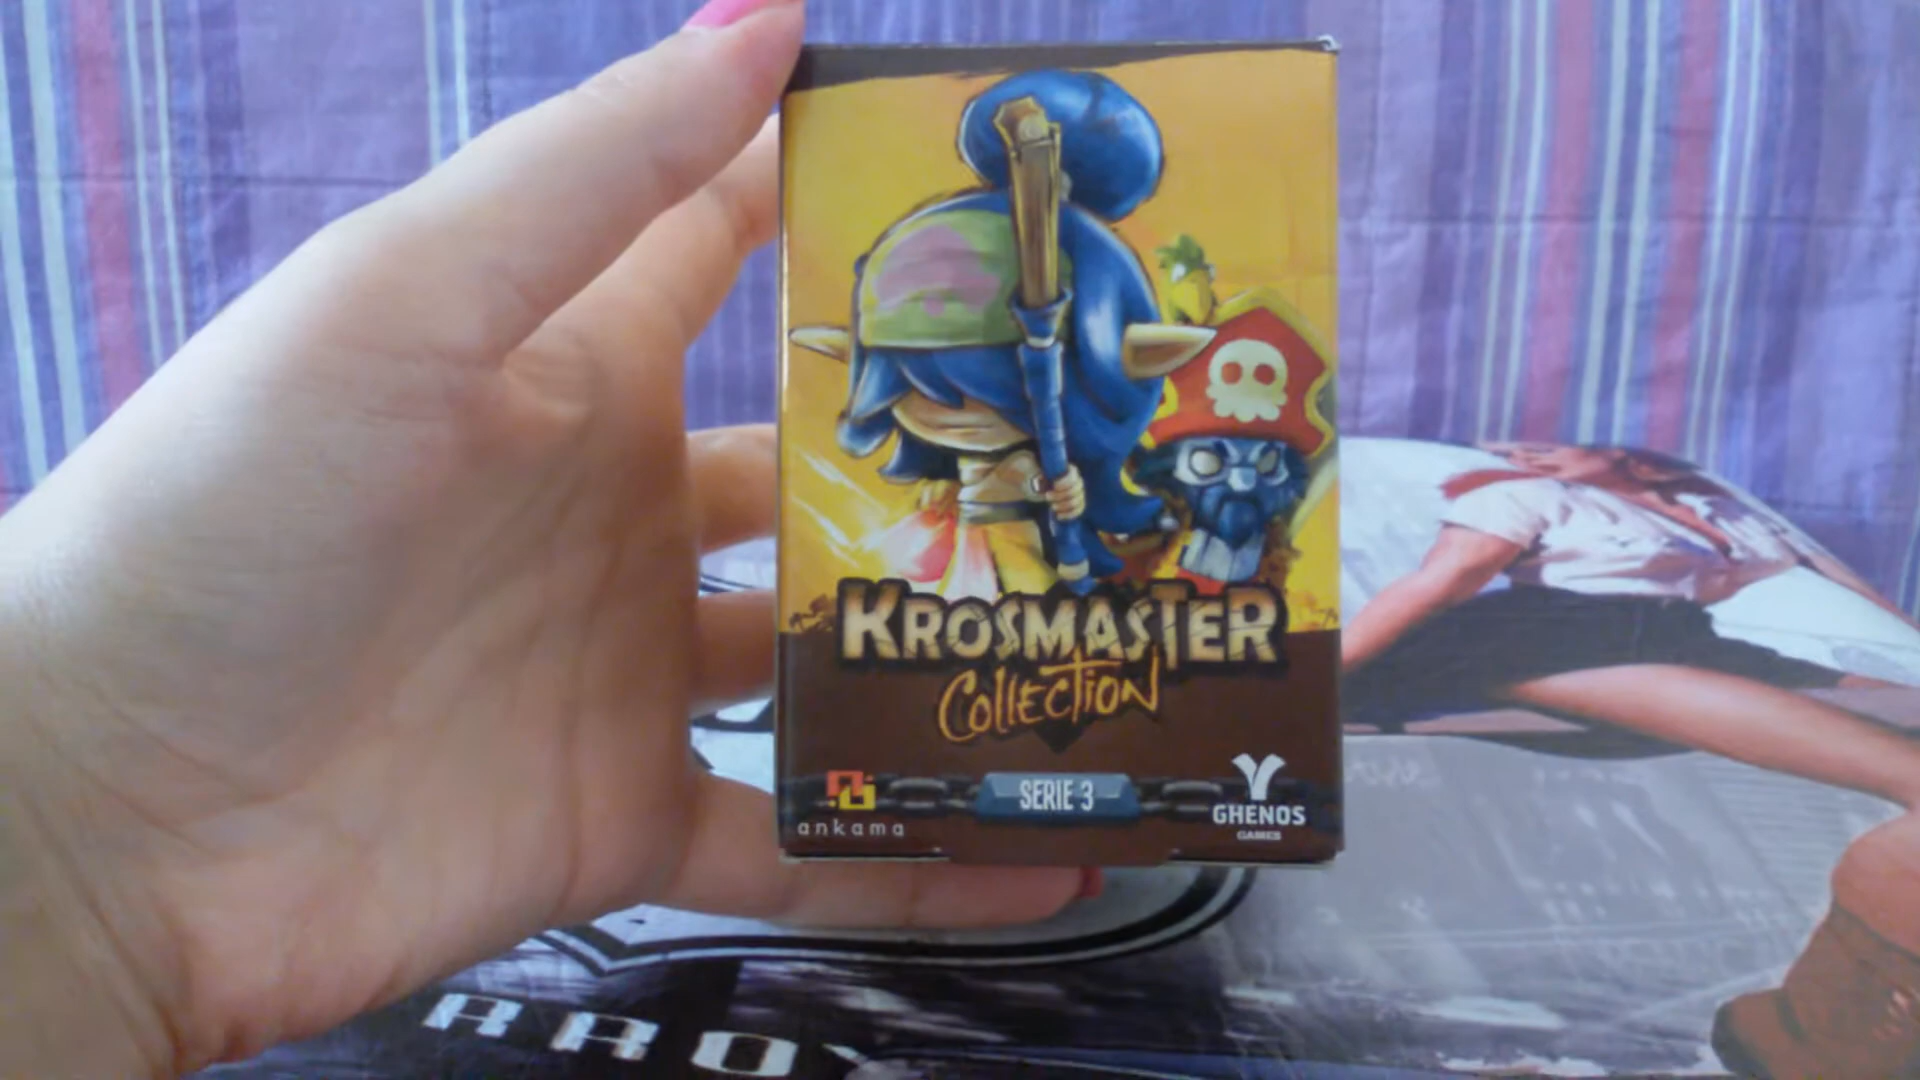 KROSMASTER
COLLECTION
SERIE 3
ankama
GHENOS
GAMES